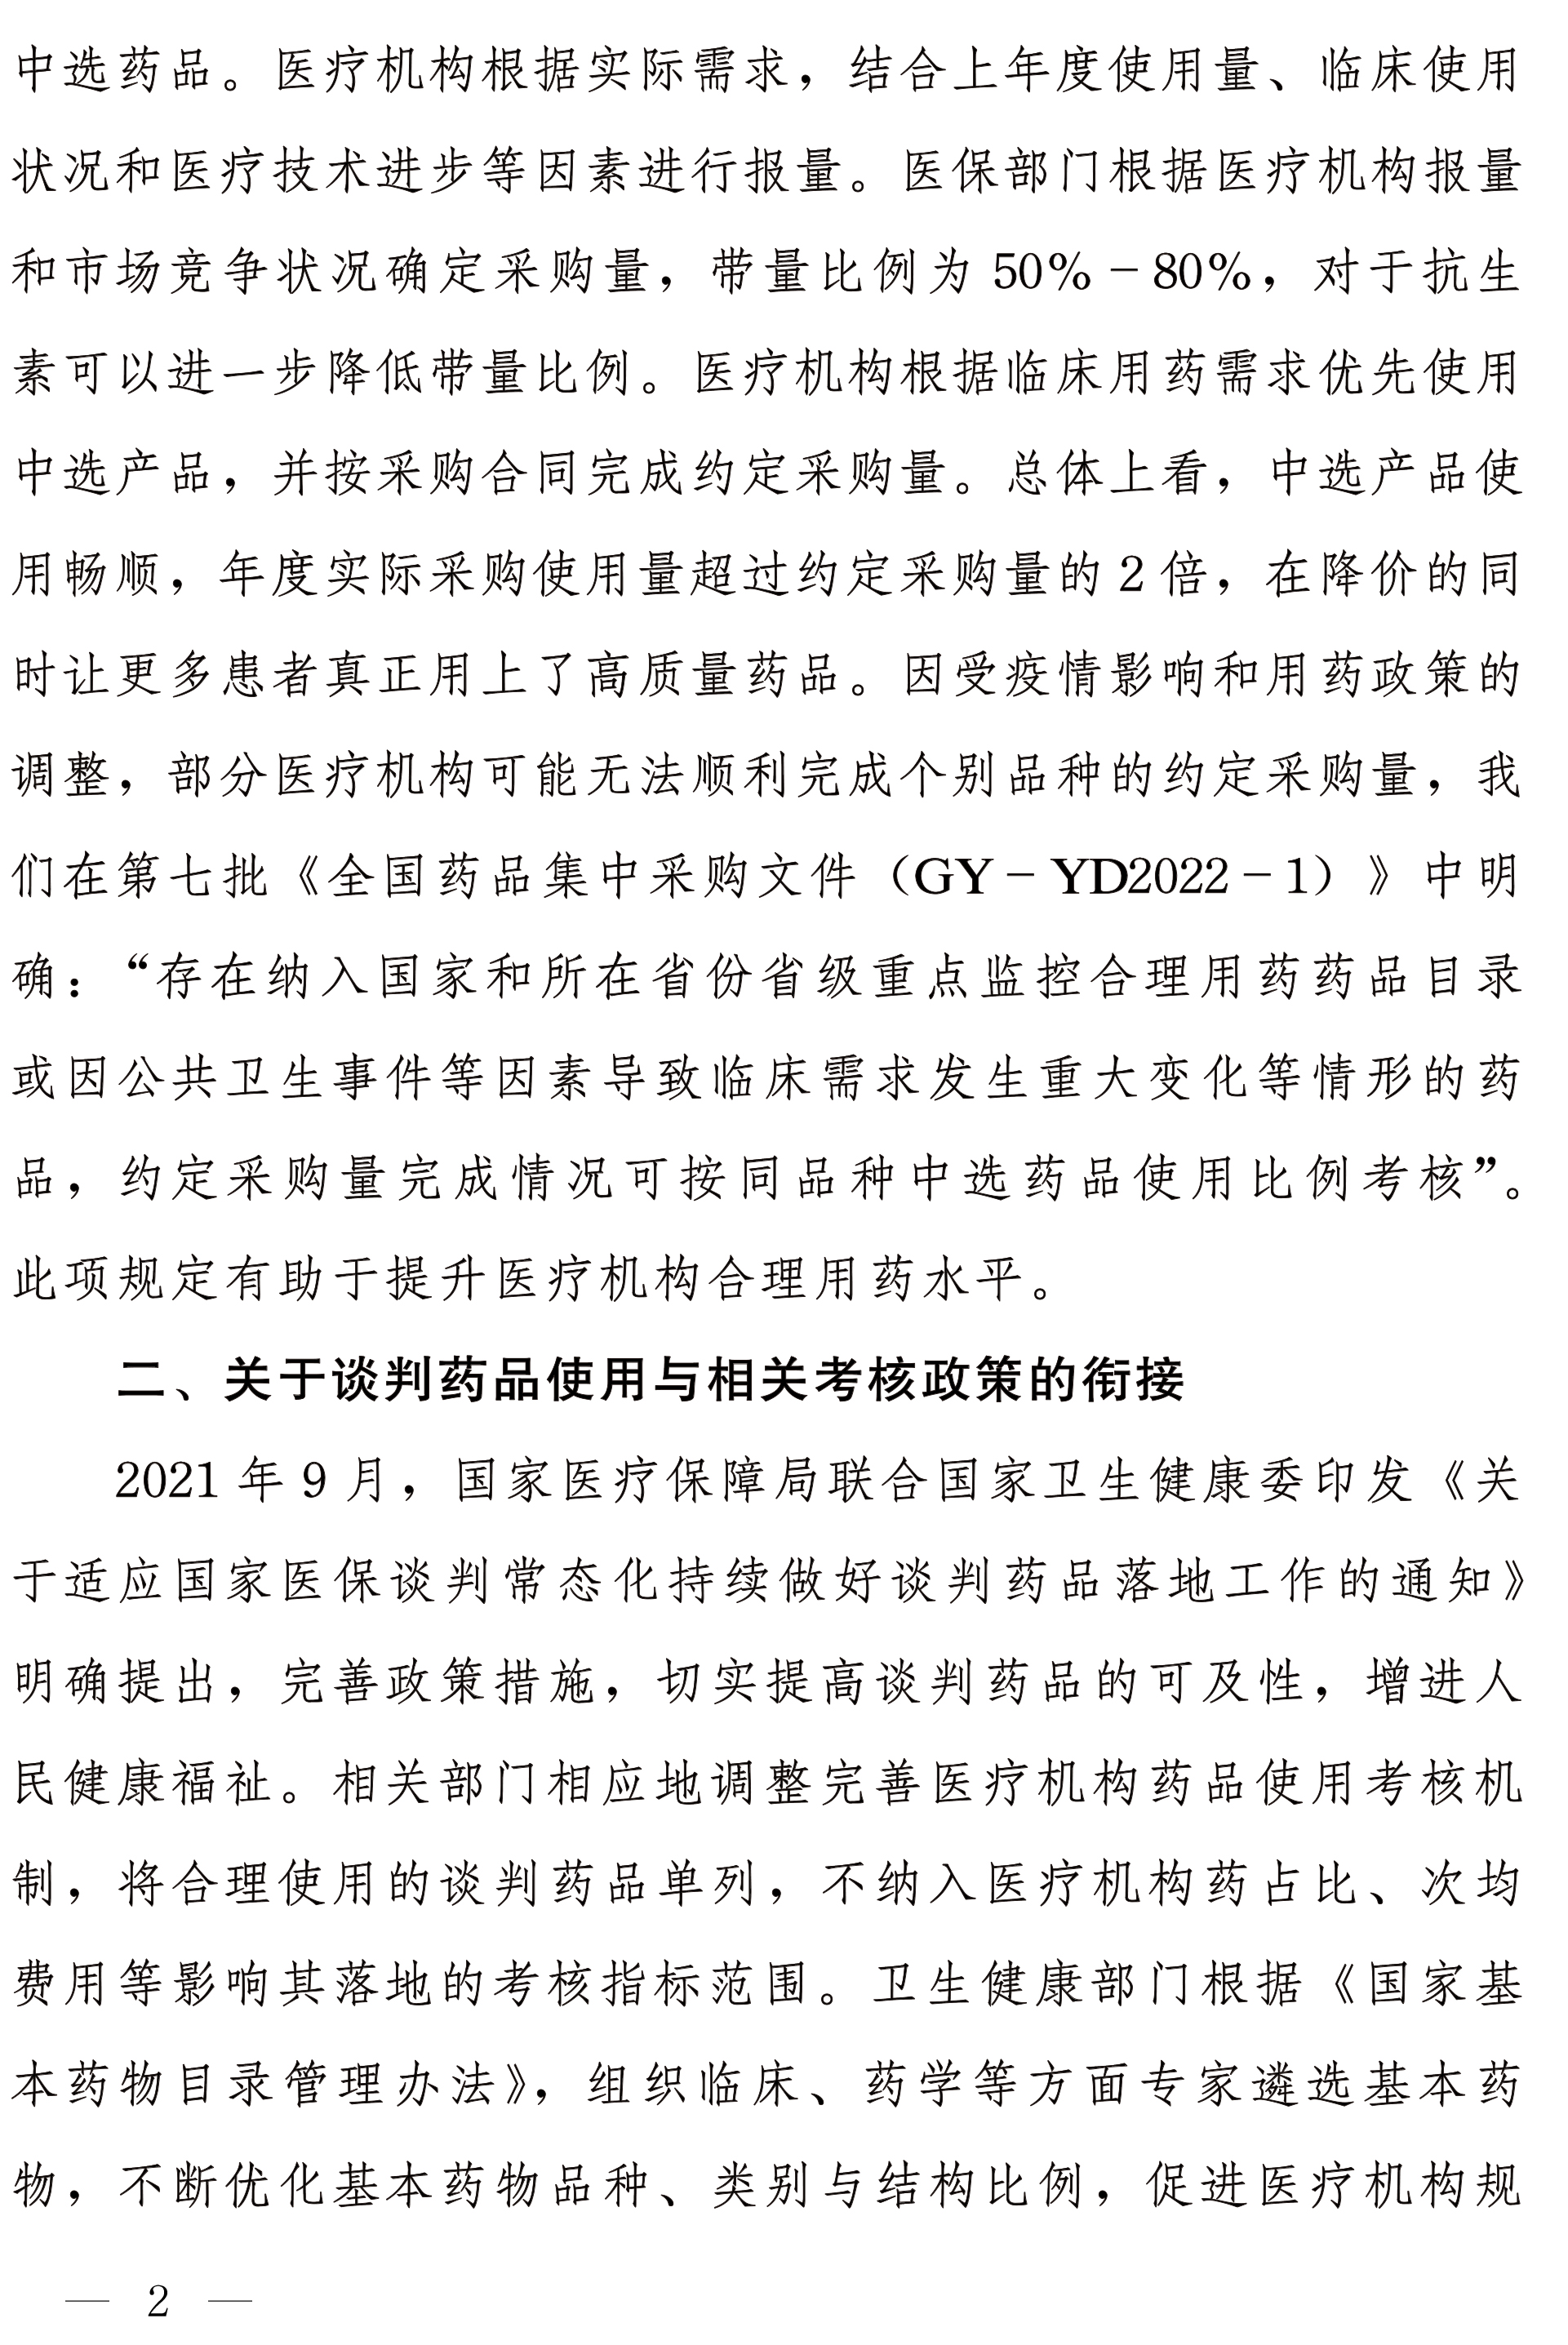 中选药品。医疗机构根据实际需求，结合上年度使用量、临床使用
状况和医疗技术进步等因素进行报量。医保部门根据医疗机构报量
和市场竞争状况确定采购量，带量比例为 50%－80%，对于抗生
素可以进一步降低带量比例。医疗机构根据临床用药需求优先使用
中选产品，并按采购合同完成约定采购量。总体上看，中选产品使
用畅顺，年度实际采购使用量超过约定采购量的 2 倍，在降价的同
时让更多患者真正用上了高质量药品。因受疫情影响和用药政策的
调整，部分医疗机构可能无法顺利完成个别品种的约定采购量，我
们在第七批《全国药品集中采购文件（GY－YD2022－1）》中明
确：“存在纳入国家和所在省份省级重点监控合理用药药品目录
或因公共卫生事件等因素导致临床需求发生重大变化等情形的药
品，约定采购量完成情况可按同品种中选药品使用比例考核”。
此项规定有助于提升医疗机构合理用药水平。
二、关于谈判药品使用与相关考核政策的衔接
2021 年 9 月，国家医疗保障局联合国家卫生健康委印发《关
于适应国家医保谈判常态化持续做好谈判药品落地工作的通知》
明确提出，完善政策措施，切实提高谈判药品的可及性，增进人
民健康福祉。相关部门相应地调整完善医疗机构药品使用考核机
制，将合理使用的谈判药品单列，不纳入医疗机构药占比、次均
费用等影响其落地的考核指标范围。卫生健康部门根据《国家基
本药物目录管理办法》，组织临床、药学等方面专家遴选基本药
物，不断优化基本药物品种、类别与结构比例，促进医疗机构规
— 2 —